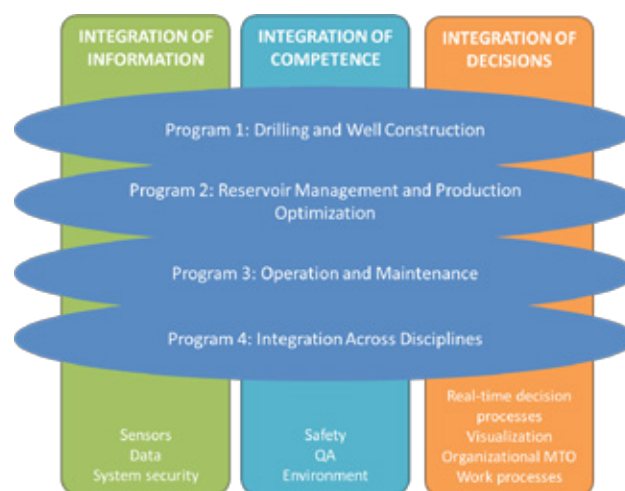 INTEGRATION OF
INFORMATION
INTEGRATION OF
COMPETENCE
INTEGRATION OF
DECISIONS
Program 1: Drilling and Well Construction
Program 2: Reservoir Management and Production
Optimization
Program 3: Operation and Maintenance
Program 4: Integration Across Disciplines
Sensors
Data
System security
Safety
QA
Environment
Real-time decision
processes
Visualization
Organizational MTO
Work processes